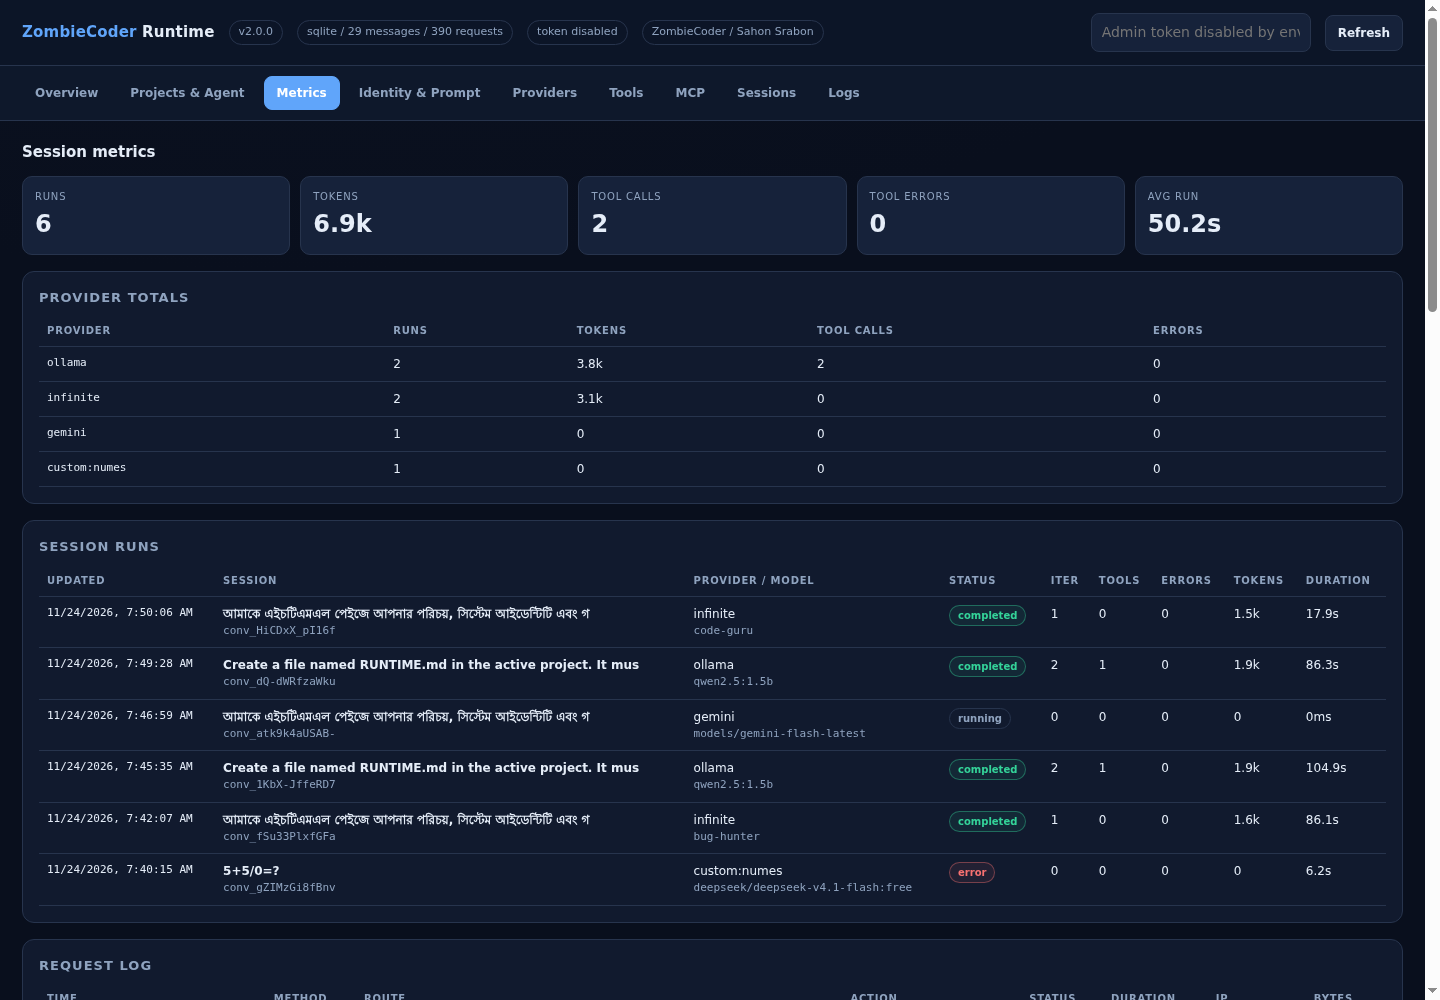 ZombieCoder Runtime
v2.0.0
sqlite / 29 messages / 390 requests
token disabled
ZombieCoder / Sahon Srabon
Admin token disabled by env
Refresh
Overview
Projects & Agent
Metrics
Identity & Prompt
Providers
Tools
MCP
Sessions
Logs
Session metrics
RUNS
6
TOKENS
6.9k
TOOL CALLS
2
TOOL ERRORS
0
AVG RUN
50.2s
PROVIDER TOTALS
PROVIDER RUNS TOKENS TOOL CALLS ERRORS
ollama 2 3.8k 2 0
infinite 2 3.1k 0 0
gemini 1 0 0 0
custom:numes 1 0 0 0
SESSION RUNS
UPDATED SESSION PROVIDER / MODEL STATUS ITER TOOLS ERRORS TOKENS DURATION
11/24/2026, 7:50:06 AM আমাকে এইচটিএমএল পেইজে আপনার পরিচয়, সিস্টেম আইডেন্টিটি এবং গ infinite completed 1 0 0 1.5k 17.9s
conv_HiCDxX_pI16f code-guru
11/24/2026, 7:49:28 AM Create a file named RUNTIME.md in the active project. It mus ollama completed 2 1 0 1.9k 86.3s
conv_dQ-dWRfzaWku qwen2.5:1.5b
11/24/2026, 7:46:59 AM আমাকে এইচটিএমএল পেইজে আপনার পরিচয়, সিস্টেম আইডেন্টিটি এবং গ gemini running 0 0 0 0 0ms
conv_atk9k4aUSAB- models/gemini-flash-latest
11/24/2026, 7:45:35 AM Create a file named RUNTIME.md in the active project. It mus ollama completed 2 1 0 1.9k 104.9s
conv_1KbX-JffeRD7 qwen2.5:1.5b
11/24/2026, 7:42:07 AM আমাকে এইচটিএমএল পেইজে আপনার পরিচয়, সিস্টেম আইডেন্টিটি এবং গ infinite completed 1 0 0 1.6k 86.1s
conv_fSu33PlxfGFa bug-hunter
11/24/2026, 7:40:15 AM 5+5/0=? custom:numes error 0 0 0 0 6.2s
conv_gZIMzGi8fBnv deepseek/deepseek-v4.1-flash:free
REQUEST LOG
TIME METHOD ROUTE ACTION STATUS DURATION IP BYTES